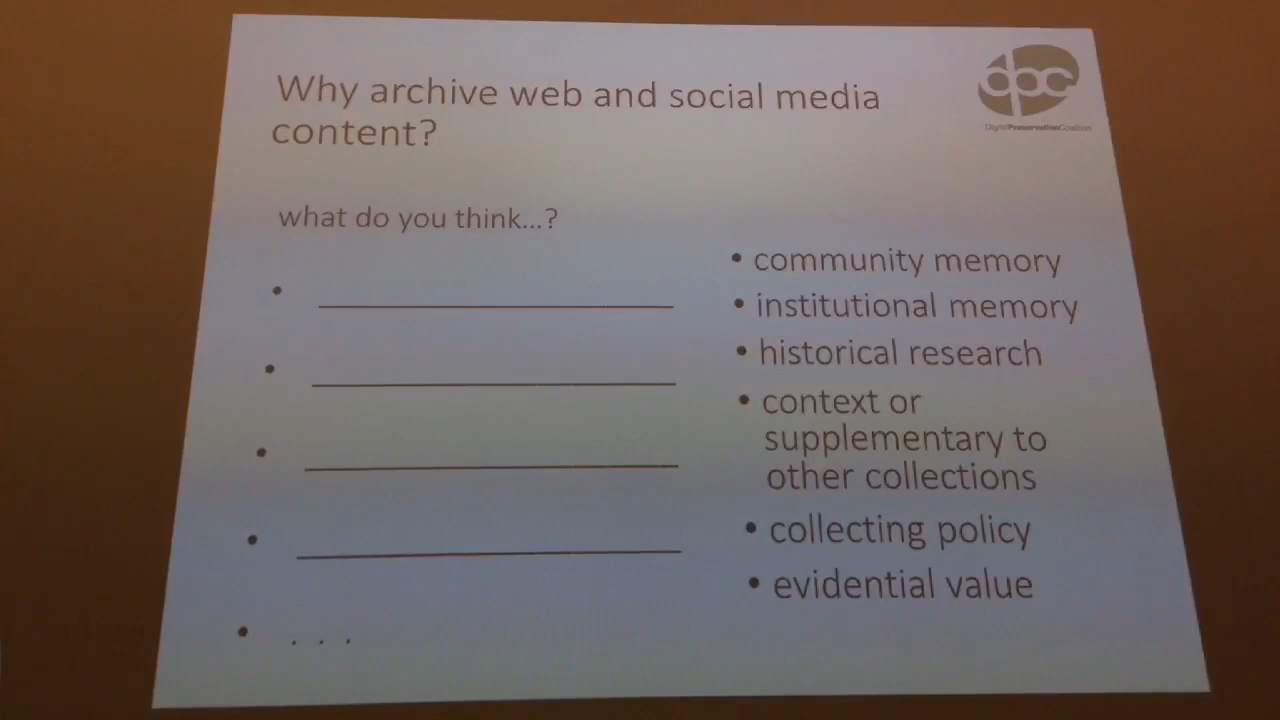 Why archive web and social media
content?
dpc
DigitalPreservationCoalition
what do you think...?
• community memory
• institutional memory
• historical research
• context or
supplementary to
other collections
• collecting policy
• evidential value
• . . .